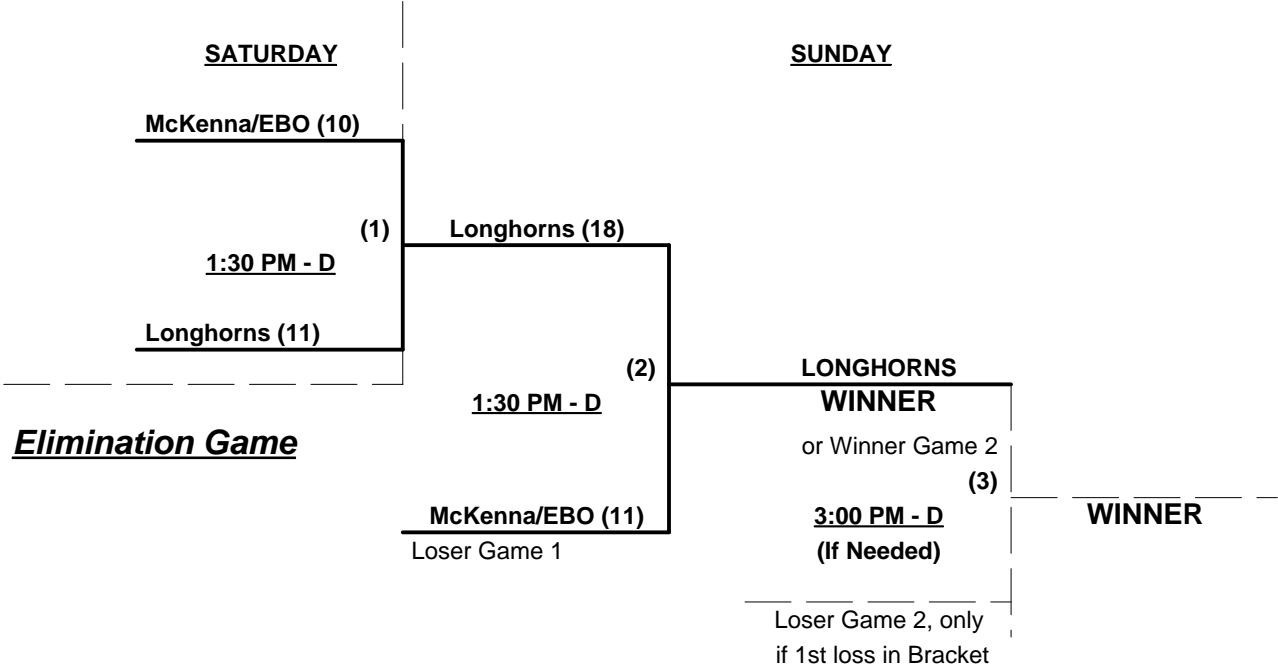 SATURDAY
SUNDAY
McKenna/EBO (10)
(1)
Longhorns (18)
1:30 PM - D
Longhorns (11)
(2)
LONGHORNS
1:30 PM - D
WINNER
Elimination Game
or Winner Game 2
(3)
McKenna/EBO (11)
3:00 PM - D
WINNER
Loser Game 1
(If Needed)
Loser Game 2, only
if 1st loss in Bracket